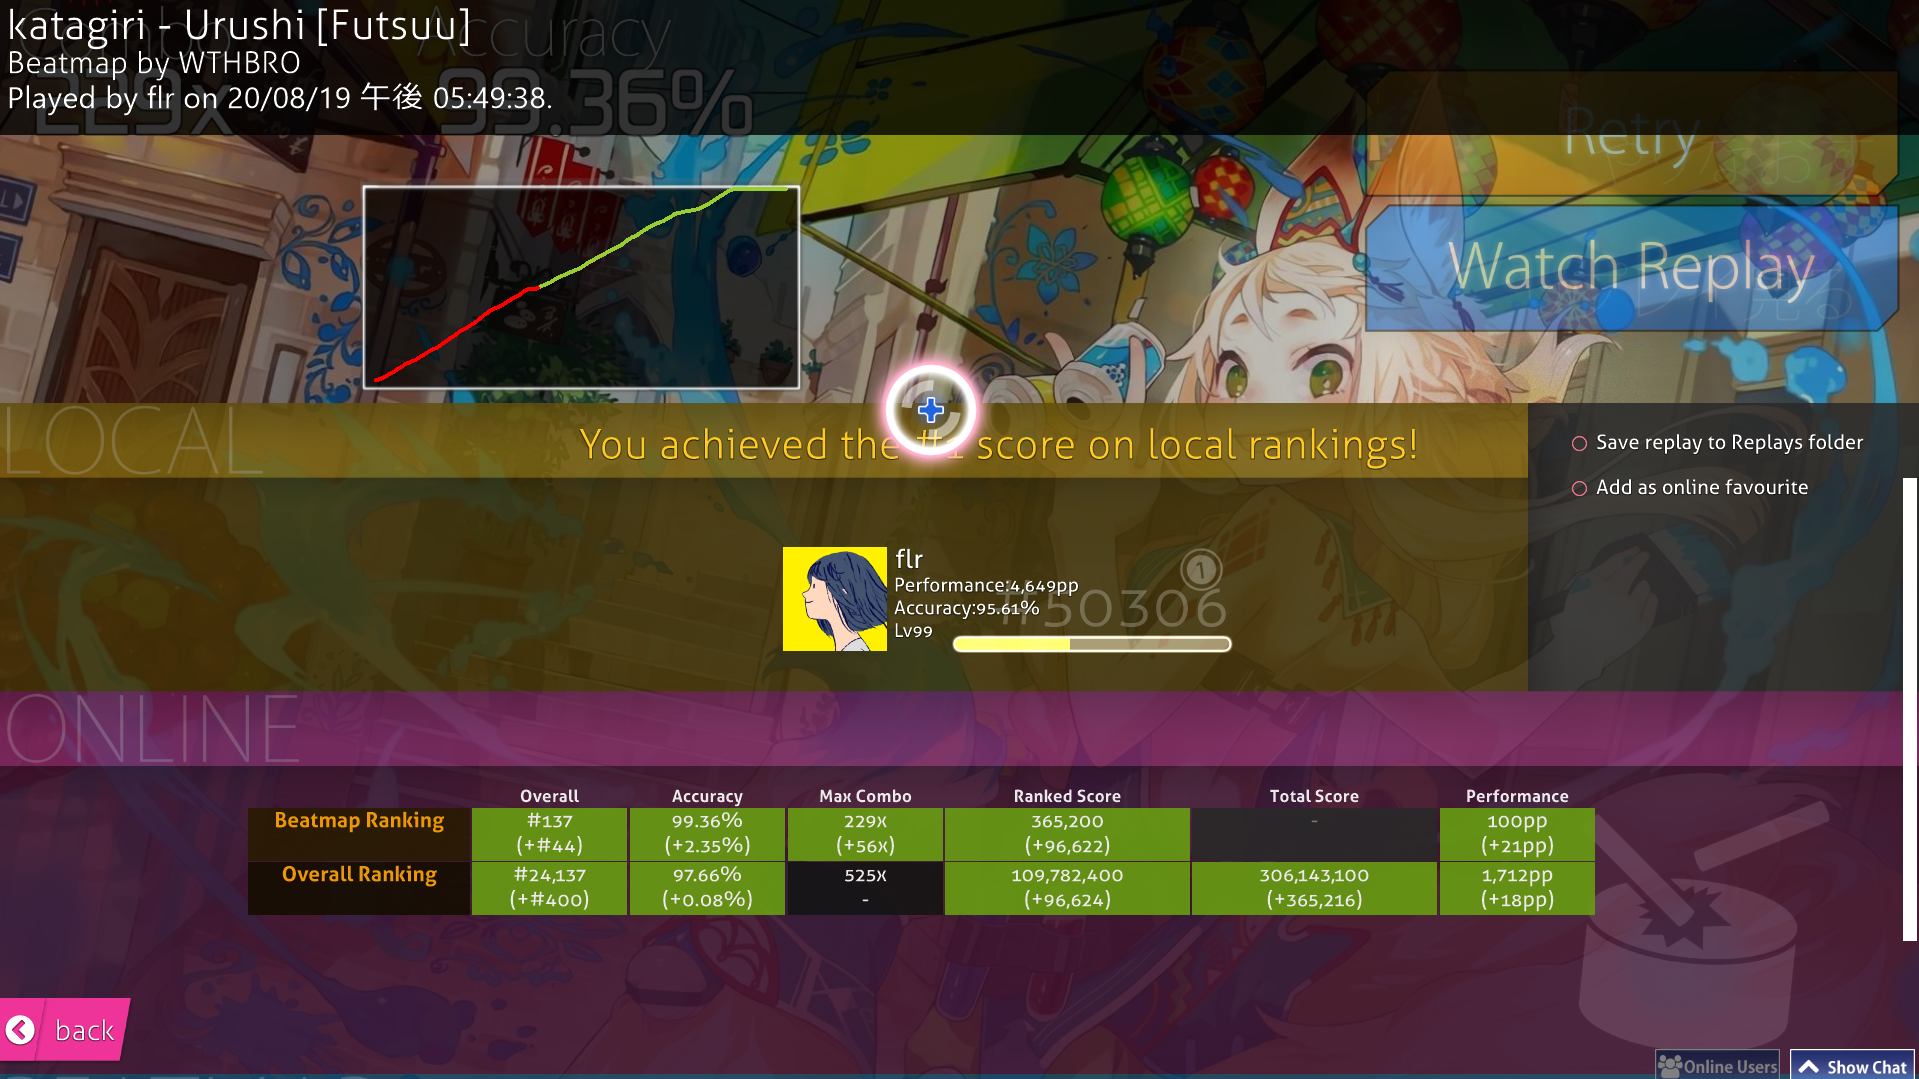 katagiri - Urushi [Futsuu]
Accuracy
Beatmap by WTHBRO
Played by flr on 20/08/19 午後 05:49:38.
229x
99.36%
Retry
Watch Replay
LOCAL
You achieved the #1 score on local rankings!
Save replay to Replays folder
Add as online favourite
flr
Performance:4,649pp
Accuracy:95.61%
Lv99
#50306
1
ONLINE
Overall Accuracy Max Combo Ranked Score Total Score Performance
Beatmap Ranking #137 99.36% 229x 365,200 - 100pp
(+#44) (+2.35%) (+56x) (+96,622) (+21pp)
Overall Ranking #24,137 97.66% 525x 109,782,400 306,143,100 1,712pp
(+#400) (+0.08%) - (+96,624) (+365,216) (+18pp)
back
Online Users
Show Chat